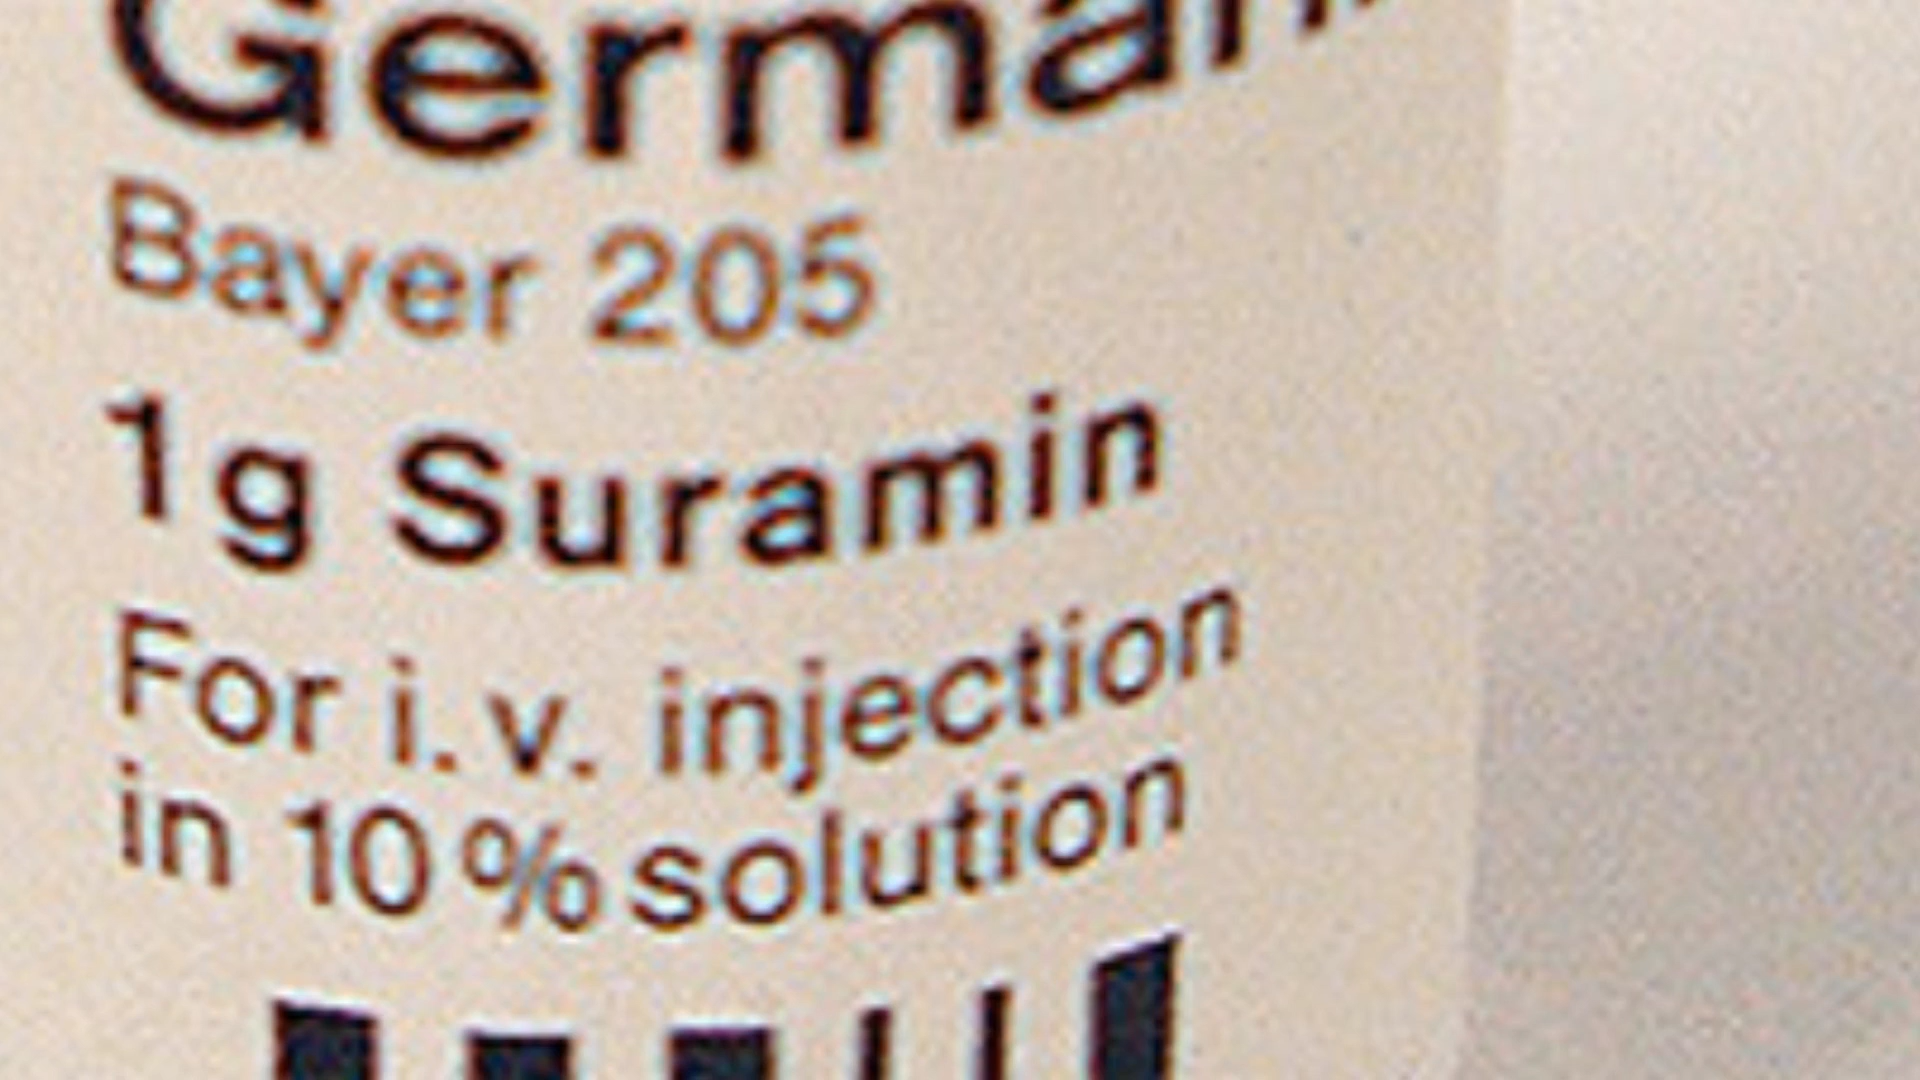 Bayer 205
1g Suramin
For i. v. injection
in 10% solution